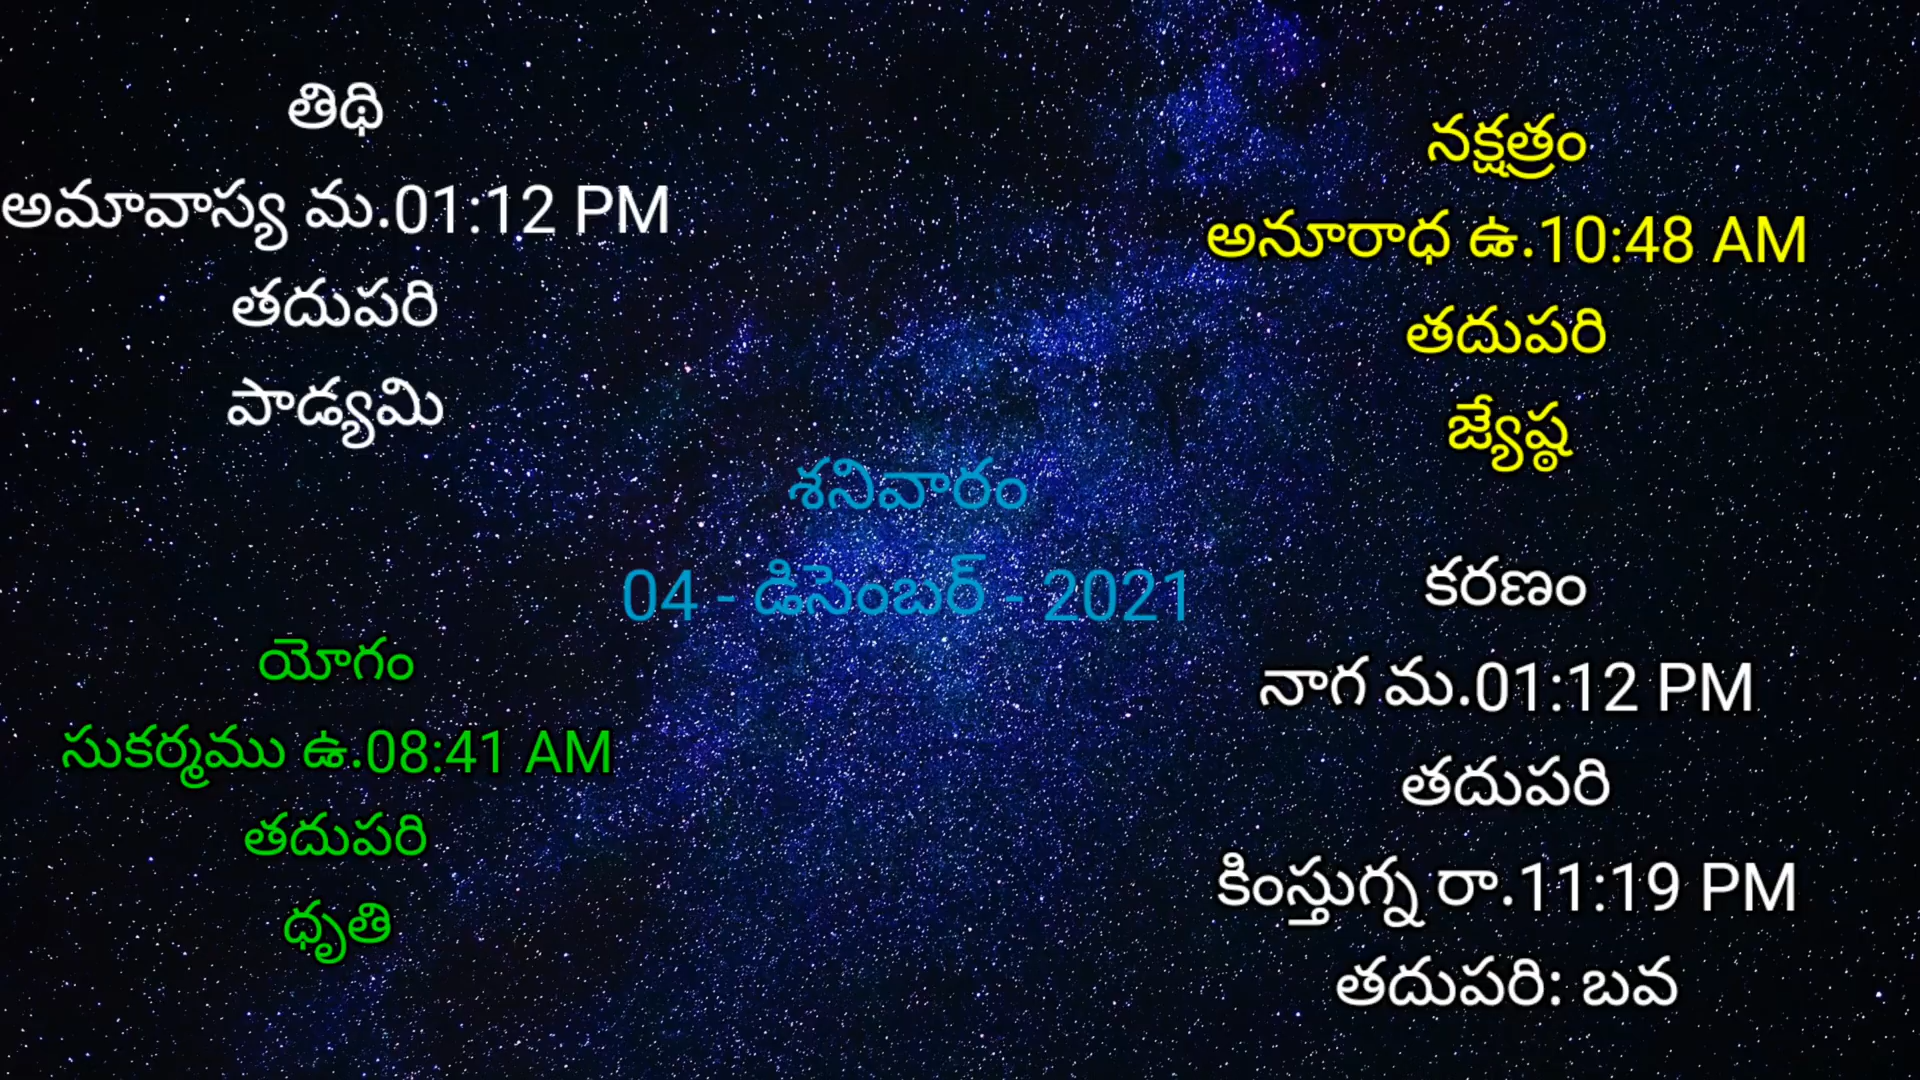 తిథి
అమావాస్య మ.01:12 PM
తదుపరి
పాడ్యమి
నక్షత్రం
అనూరాధ ఉ.10:48 AM
తదుపరి
జ్యేష్ఠ
శనివారం
04 - డిసెంబర్ - 2021
యోగం
సుకర్మము ఉ.08:41 AM
తదుపరి
ధృతి
కరణం
నాగ మ.01:12 PM
తదుపరి
కింస్తుగ్న రా.11:19 PM
తదుపరి: బవ